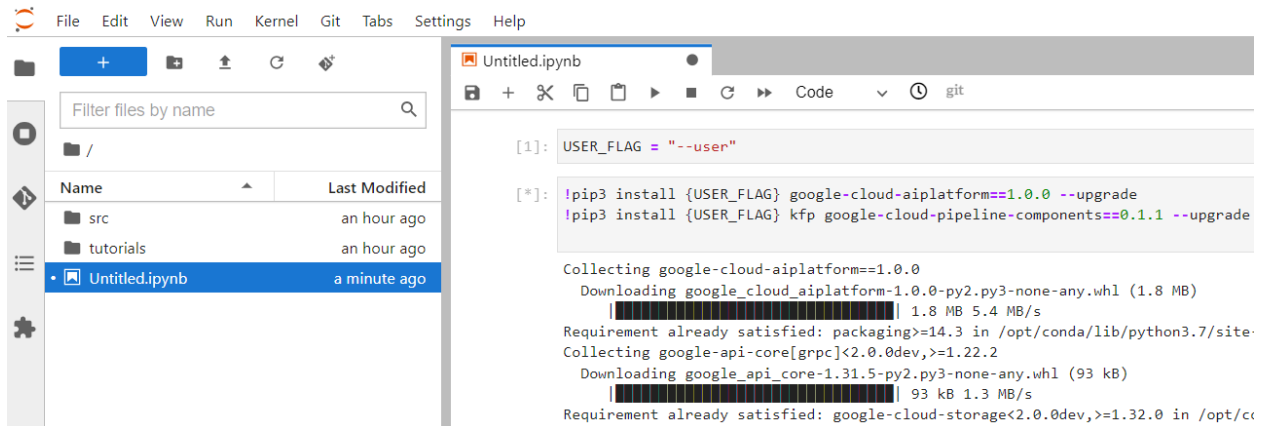 File Edit View Run Kernel Git Tabs Settings Help
+
Filter files by name
/
Name Last Modified
src an hour ago
tutorials an hour ago
• Untitled.ipynb a minute ago
Untitled.ipynb
Code git
[1]: USER_FLAG = "--user"
[*]: !pip3 install {USER_FLAG} google-cloud-aiplatform==1.0.0 --upgrade
!pip3 install {USER_FLAG} kfp google-cloud-pipeline-components==0.1.1 --upgrade
Collecting google-cloud-aiplatform==1.0.0
Downloading google_cloud_aiplatform-1.0.0-py2.py3-none-any.whl (1.8 MB)
|████████████████████████████████| 1.8 MB 5.4 MB/s
Requirement already satisfied: packaging>=14.3 in /opt/conda/lib/python3.7/site-
Collecting google-api-core[grpc]<2.0.0dev,>=1.22.2
Downloading google_api_core-1.31.5-py2.py3-none-any.whl (93 kB)
|████████████████████████████████| 93 kB 1.3 MB/s
Requirement already satisfied: google-cloud-storage<2.0.0dev,>=1.32.0 in /opt/co